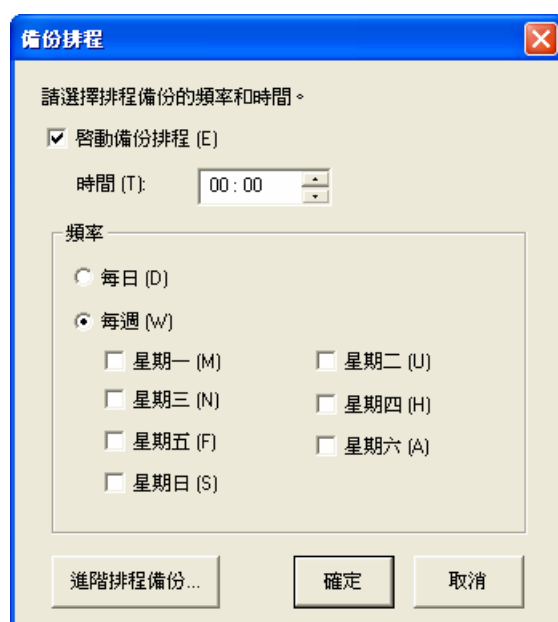 備份排程
請選擇排程備份的頻率和時間。
啓動備份排程 (E)
時間 (T): 00 : 00
頻率
每日 (D)
每週 (W)
星期一 (M) 星期二 (U)
星期三 (N) 星期四 (H)
星期五 (F) 星期六 (A)
星期日 (S)
進階排程備份... 確定 取消